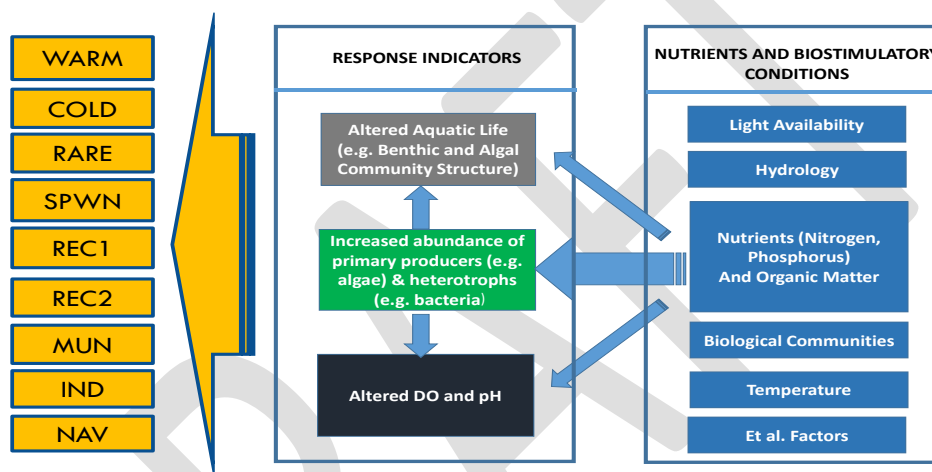 WARM
COLD
RARE
SPWN
REC1
REC2
MUN
IND
NAV
RESPONSE INDICATORS
Altered Aquatic Life
(e.g. Benthic and Algal
Community Structure)
Increased abundance of
primary producers (e.g.
algae) & heterotrophs
(e.g. bacteria)
Altered DO and pH
NUTRIENTS AND BIOSTIMULATORY
CONDITIONS
Light Availability
Hydrology
Nutrients (Nitrogen,
Phosphorus)
And Organic Matter
Biological Communities
Temperature
Et al. Factors
DRAFT